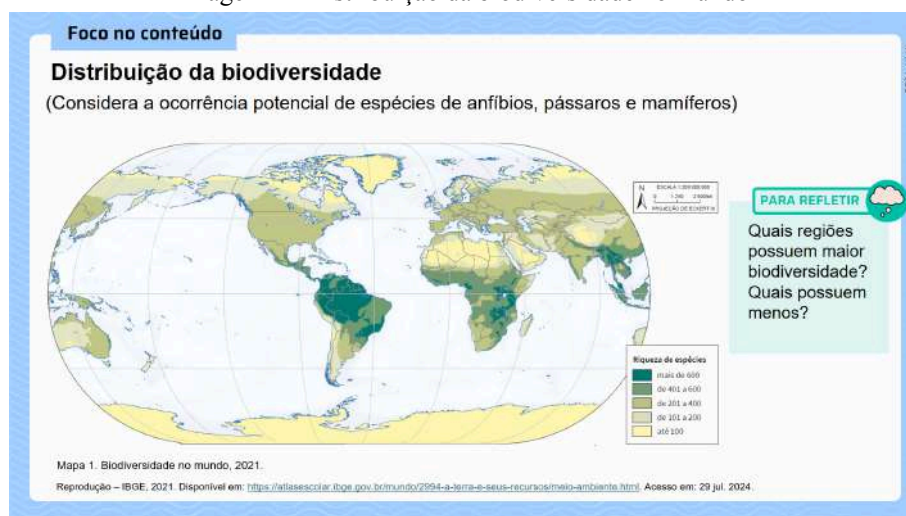 Foco no conteúdo
Distribuição da biodiversidade
(Considera a ocorrência potencial de espécies de anfíbios, pássaros e mamíferos)
N
ESCALA
PARA REFLETIR
Quais regiões
possuem maior
biodiversidade?
Quais possuem
menos?
Riqueza de espécies
mais de 600
de 401 a 600
de 201 a 400
de 101 a 200
até 100
Mapa 1. Biodiversidade no mundo, 2021.
Reprodução – IBGE, 2021. Disponível em: https://atlasescolar.ibge.gov.br/mundo/2994-a-terra-e-seus-recursos/meio-ambiente.html. Acesso em: 29 jul. 2024.